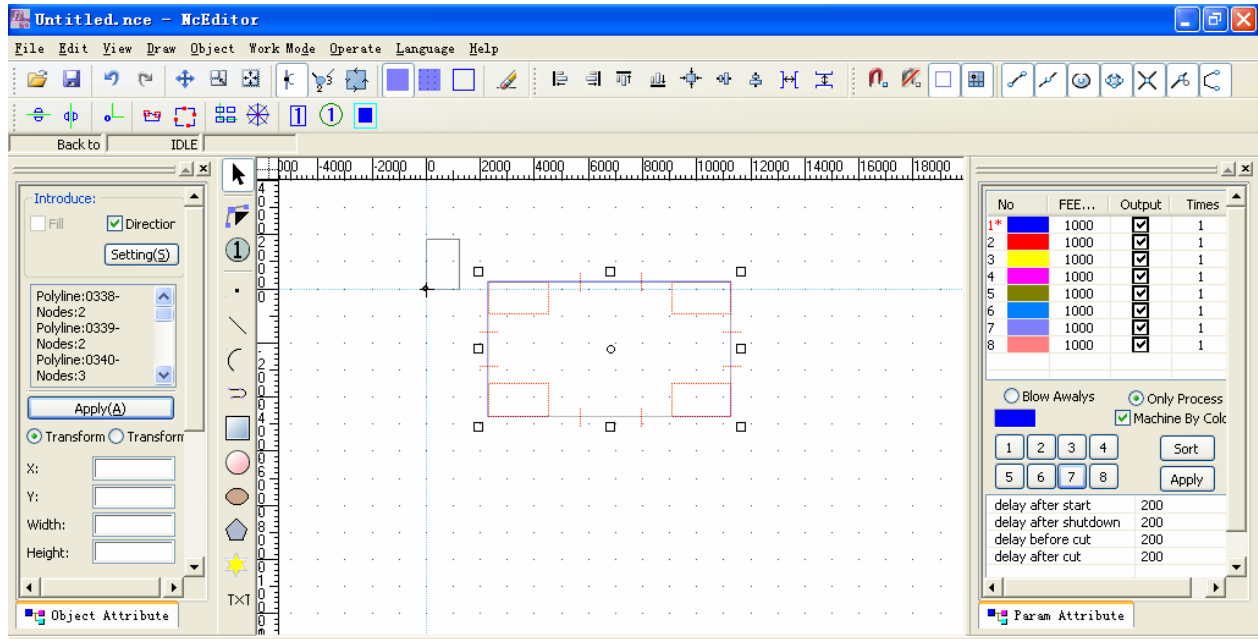 Untitled.nce - NcEditor
File Edit View Draw Object Work Mode Operate Language Help
Back to IDLE
Introduce:
Fill Direction
Setting(S)
Polyline:0338-
Nodes:2
Polyline:0339-
Nodes:2
Polyline:0340-
Nodes:3
Apply(A)
Transform Transform
X:
Y:
Width:
Height:
Object Attribute
1
T×T
000 -4000 -2000 0 2000 4000 6000 8000 10000 12000 14000 16000 18000
No FEE... Output Times
1* 1000 1
2 1000 1
3 1000 1
4 1000 1
5 1000 1
6 1000 1
7 1000 1
8 1000 1
Blow Awalys Only Process
Machine By Colo
1 2 3 4 Sort
5 6 7 8 Apply
delay after start 200
delay after shutdown 200
delay before cut 200
delay after cut 200
Param Attribute